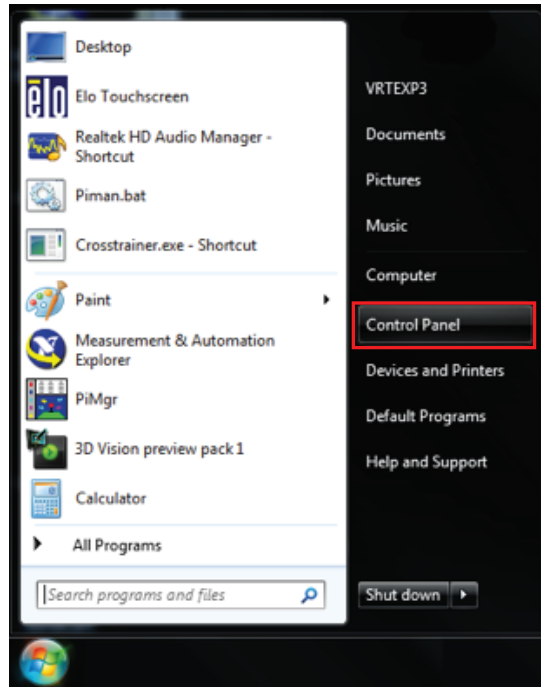 Desktop
elo
Elo Touchscreen
Realtek HD Audio Manager -
Shortcut
Piman.bat
Crosstrainer.exe - Shortcut
Paint
Measurement & Automation
Explorer
PiMgr
3D Vision preview pack 1
Calculator
All Programs
Search programs and files
VRTEXP3
Documents
Pictures
Music
Computer
Control Panel
Devices and Printers
Default Programs
Help and Support
Shut down